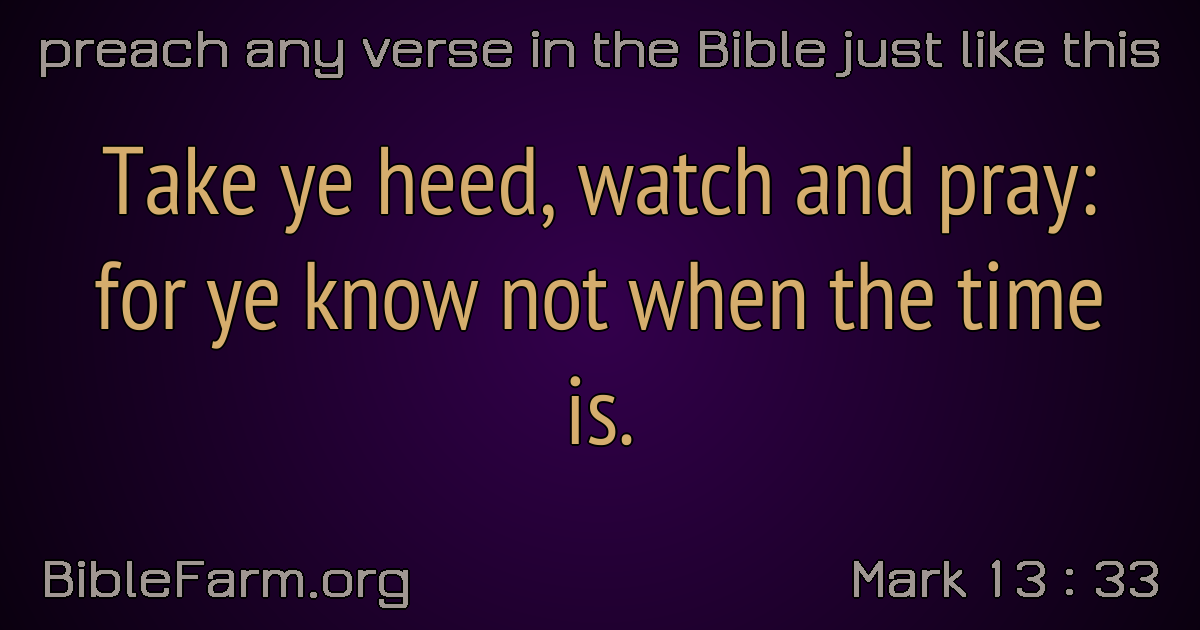 preach any verse in the Bible just like this
Take ye heed, watch and pray:
for ye know not when the time
is.
BibleFarm.org
Mark 13 : 33